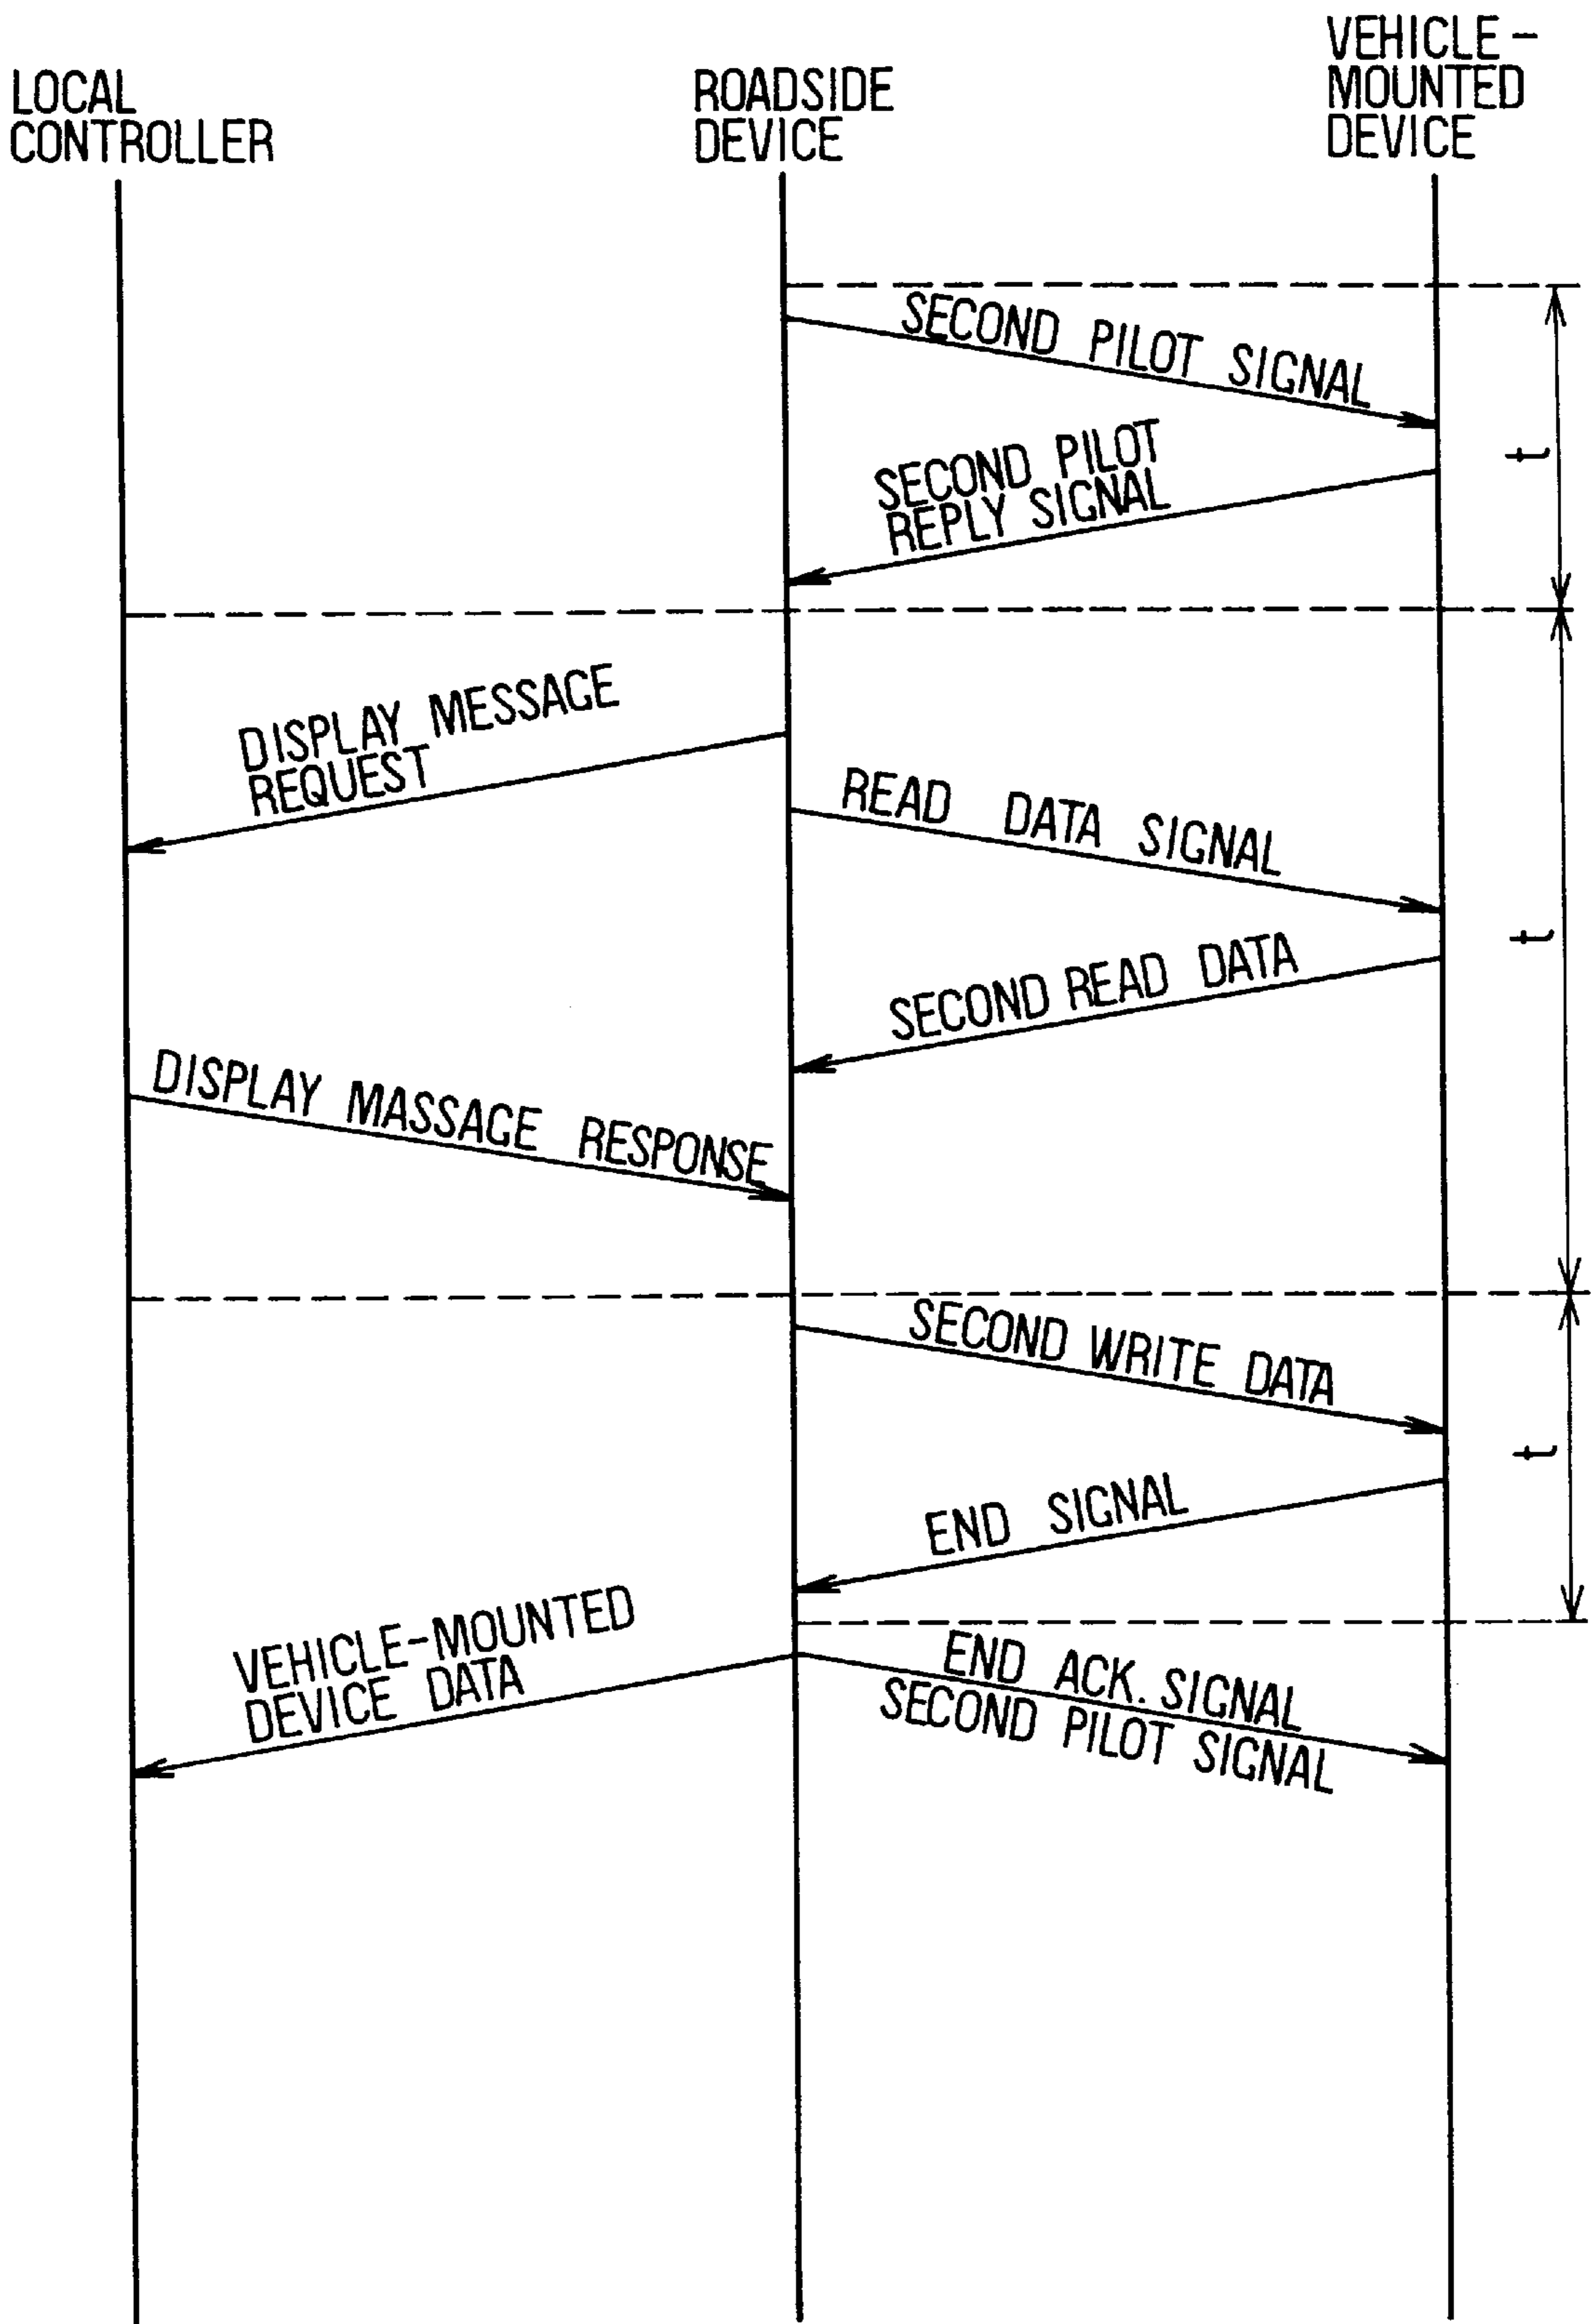 LOCAL
CONTROLLER
ROADSIDE
DEVICE
VEHICLE-
MOUNTED
DEVICE
SECOND PILOT SIGNAL
t
SECOND PILOT
REPLY SIGNAL
DISPLAY MESSAGE
REQUEST
READ DATA SIGNAL
t
SECOND READ DATA
DISPLAY MASSAGE RESPONSE
SECOND WRITE DATA
t
END SIGNAL
VEHICLE-MOUNTED
DEVICE DATA
END ACK. SIGNAL
SECOND PILOT SIGNAL